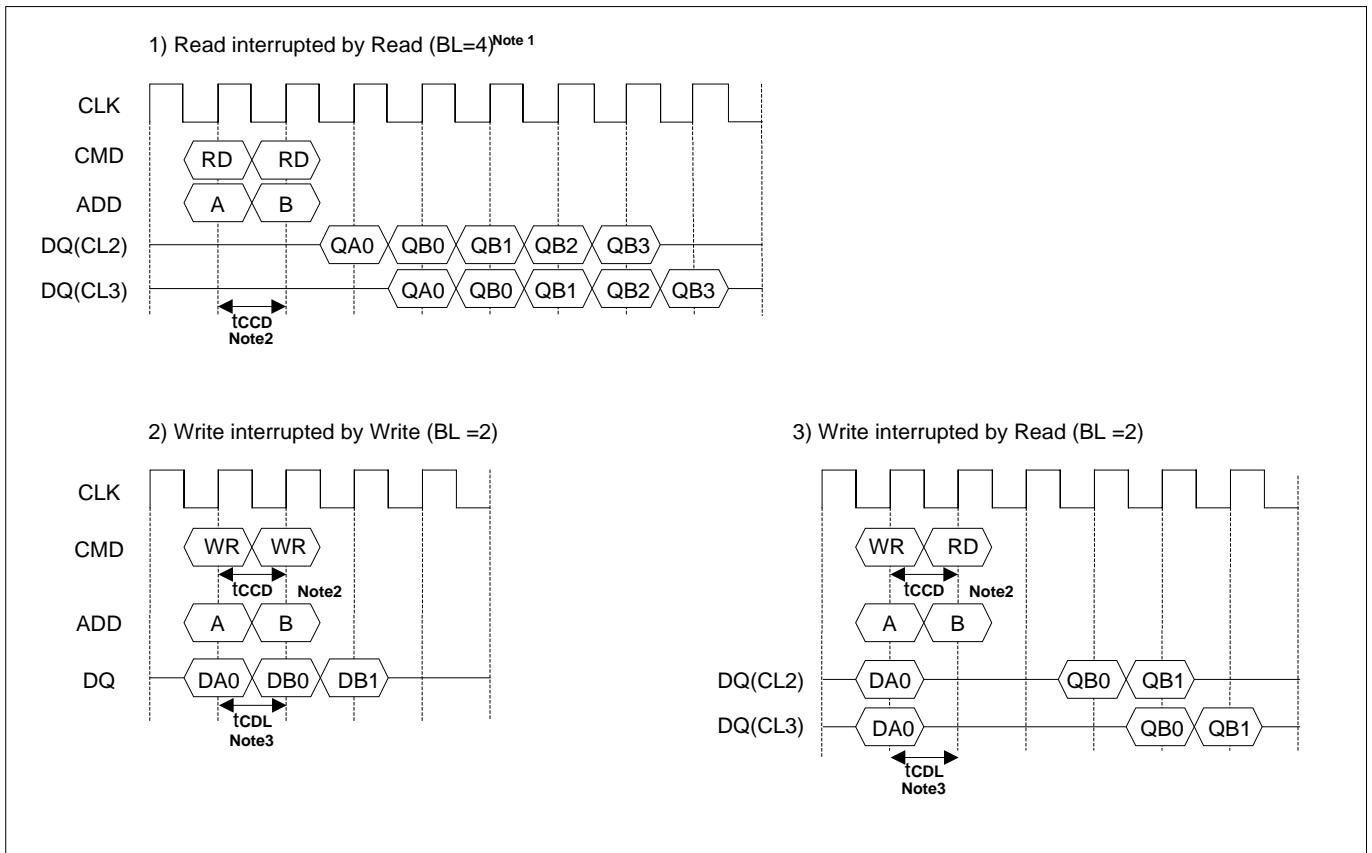 1) Read interrupted by Read (BL=4)Note 1
CLK
CMD RD RD
ADD A B
DQ(CL2) QA0 QB0 QB1 QB2 QB3
DQ(CL3) QA0 QB0 QB1 QB2 QB3
tCCD
Note2
2) Write interrupted by Write (BL =2)
CLK
CMD WR WR
tCCD Note2
ADD A B
DQ DA0 DB0 DB1
tCDL
Note3
3) Write interrupted by Read (BL =2)
WR RD
tCCD Note2
A B
DQ(CL2) DA0 QB0 QB1
DQ(CL3) DA0 QB0 QB1
tCDL
Note3